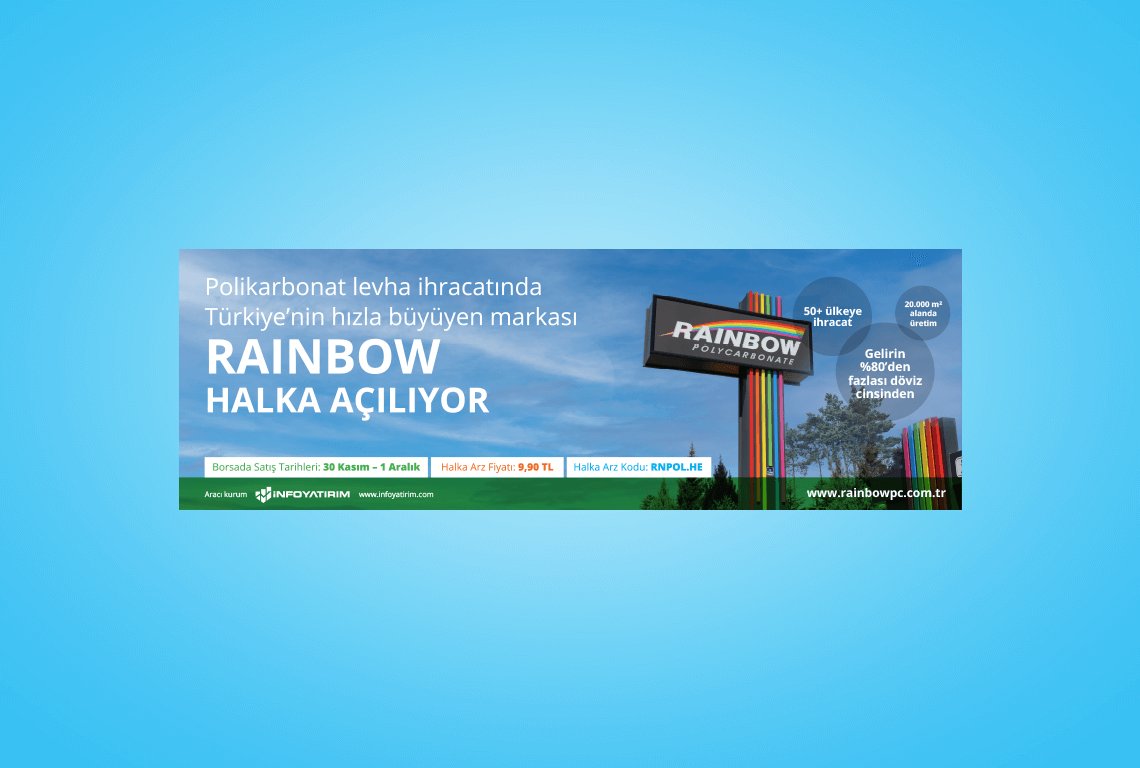 Polikarbonat levha ihracatında
Türkiye’nin hızla büyüyen markası
RAINBOW
HALKA AÇILIYOR
RAINBOW
POLYCARBONATE
50+ ülkeye
ihracat
20.000 m²
alanda
üretim
Gelirin
%80’den
fazlası döviz
cinsinden
Borsada Satış Tarihleri: 30 Kasım – 1 Aralık
Halka Arz Fiyatı: 9,90 TL
Halka Arz Kodu: RNPOL.HE
Aracı kurum
INFOYATIRIM
www.infoyatirim.com
www.rainbowpc.com.tr